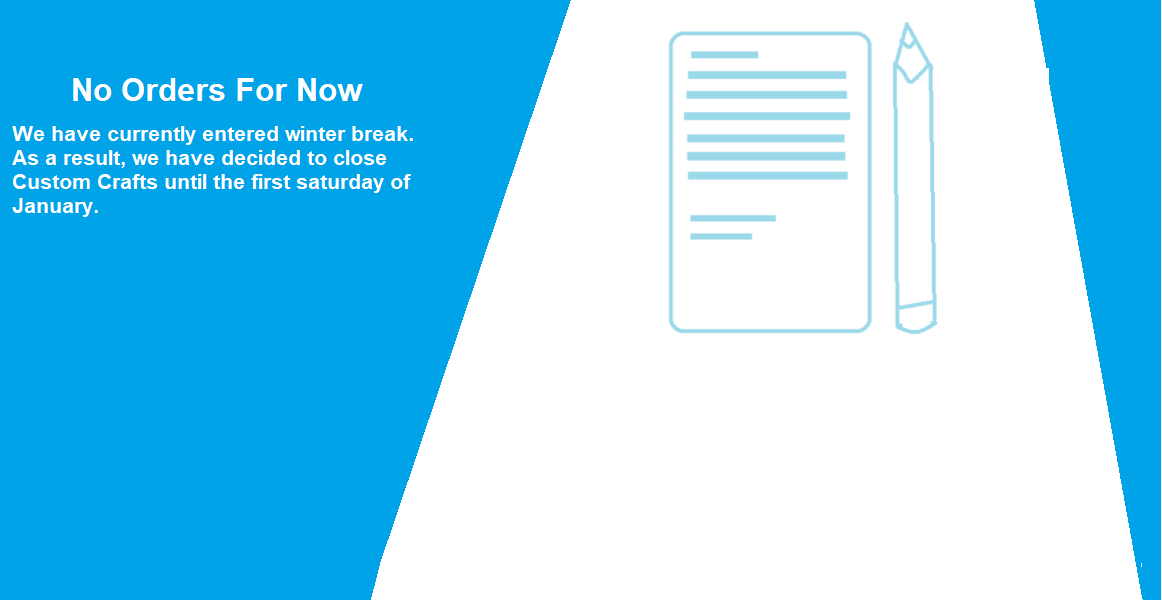 No Orders For Now
We have currently entered winter break.
As a result, we have decided to close
Custom Crafts until the first saturday of
January.